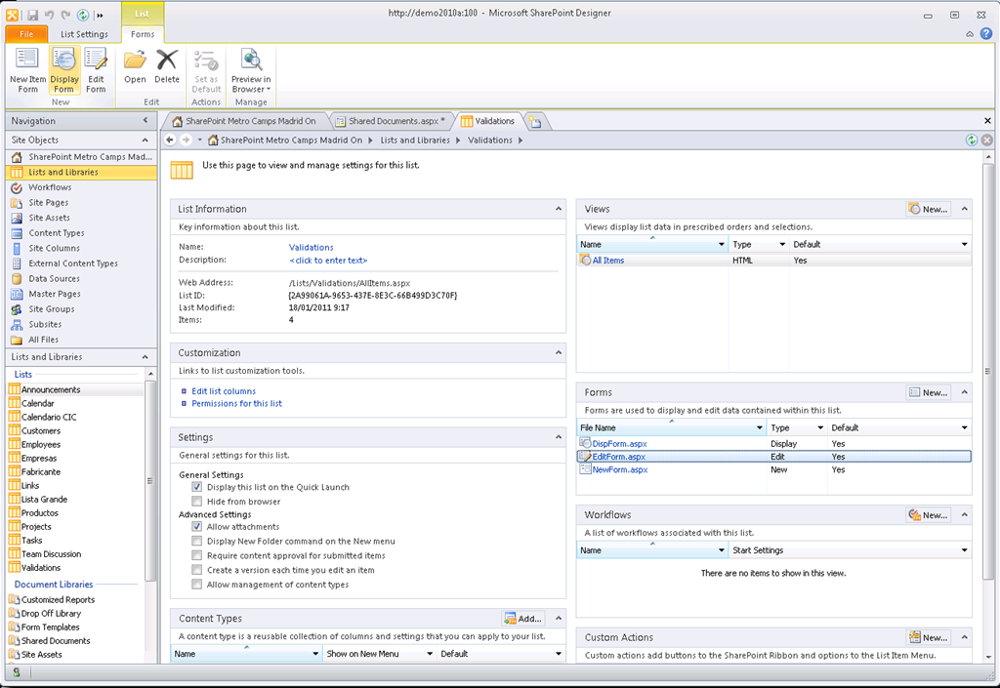 http://demo2010a:100 - Microsoft SharePoint Designer
List
File
List Settings
Forms
New Item Form
Display Form
Edit Form
Open
Delete
Set as Default
Preview in Browser
New
Edit
Actions
Manage
Navigation
SharePoint Metro Camps Madrid On
Shared Documents.aspx *
Validations
SharePoint Metro Camps Madrid On
Lists and Libraries
Validations
Site Objects
SharePoint Metro Camps Mad...
Lists and Libraries
Workflows
Site Pages
Site Assets
Content Types
Site Columns
External Content Types
Data Sources
Master Pages
Site Groups
Subsites
All Files
Lists and Libraries
Lists
Announcements
Calendar
Calendario CIC
Customers
Employees
Empresas
Fabricante
Links
Lista Grande
Productos
Projects
Tasks
Team Discussion
Validations
Document Libraries
Customized Reports
Drop Off Library
Form Templates
Shared Documents
Site Assets
Use this page to view and manage settings for this list.
List Information
Key information about this list.
Name: Validations
Description: <click to enter text>
Web Address: /Lists/Validations/AllItems.aspx
List ID: {2A99061A-9653-437E-8E3C-66B499D3C70F}
Last Modified: 18/01/2011 9:17
Items: 4
Customization
Links to list customization tools.
Edit list columns
Permissions for this list
Settings
General settings for this list.
General Settings
Display this list on the Quick Launch
Hide from browser
Advanced Settings
Allow attachments
Display New Folder command on the New menu
Require content approval for submitted items
Create a version each time you edit an item
Allow management of content types
Content Types
Add...
A content type is a reusable collection of columns and settings that you can apply to your list.
Name Show on New Menu Default
Views
New...
Views display list data in prescribed orders and selections.
Name Type Default
All Items HTML Yes
Forms
New...
Forms are used to display and edit data contained within this list.
File Name Type Default
DispForm.aspx Display Yes
EditForm.aspx Edit Yes
NewForm.aspx New Yes
Workflows
New...
A list of workflows associated with this list.
Name Start Settings
There are no items to show in this view.
Custom Actions
New...
Custom actions add buttons to the SharePoint Ribbon and options to the List Item Menu.